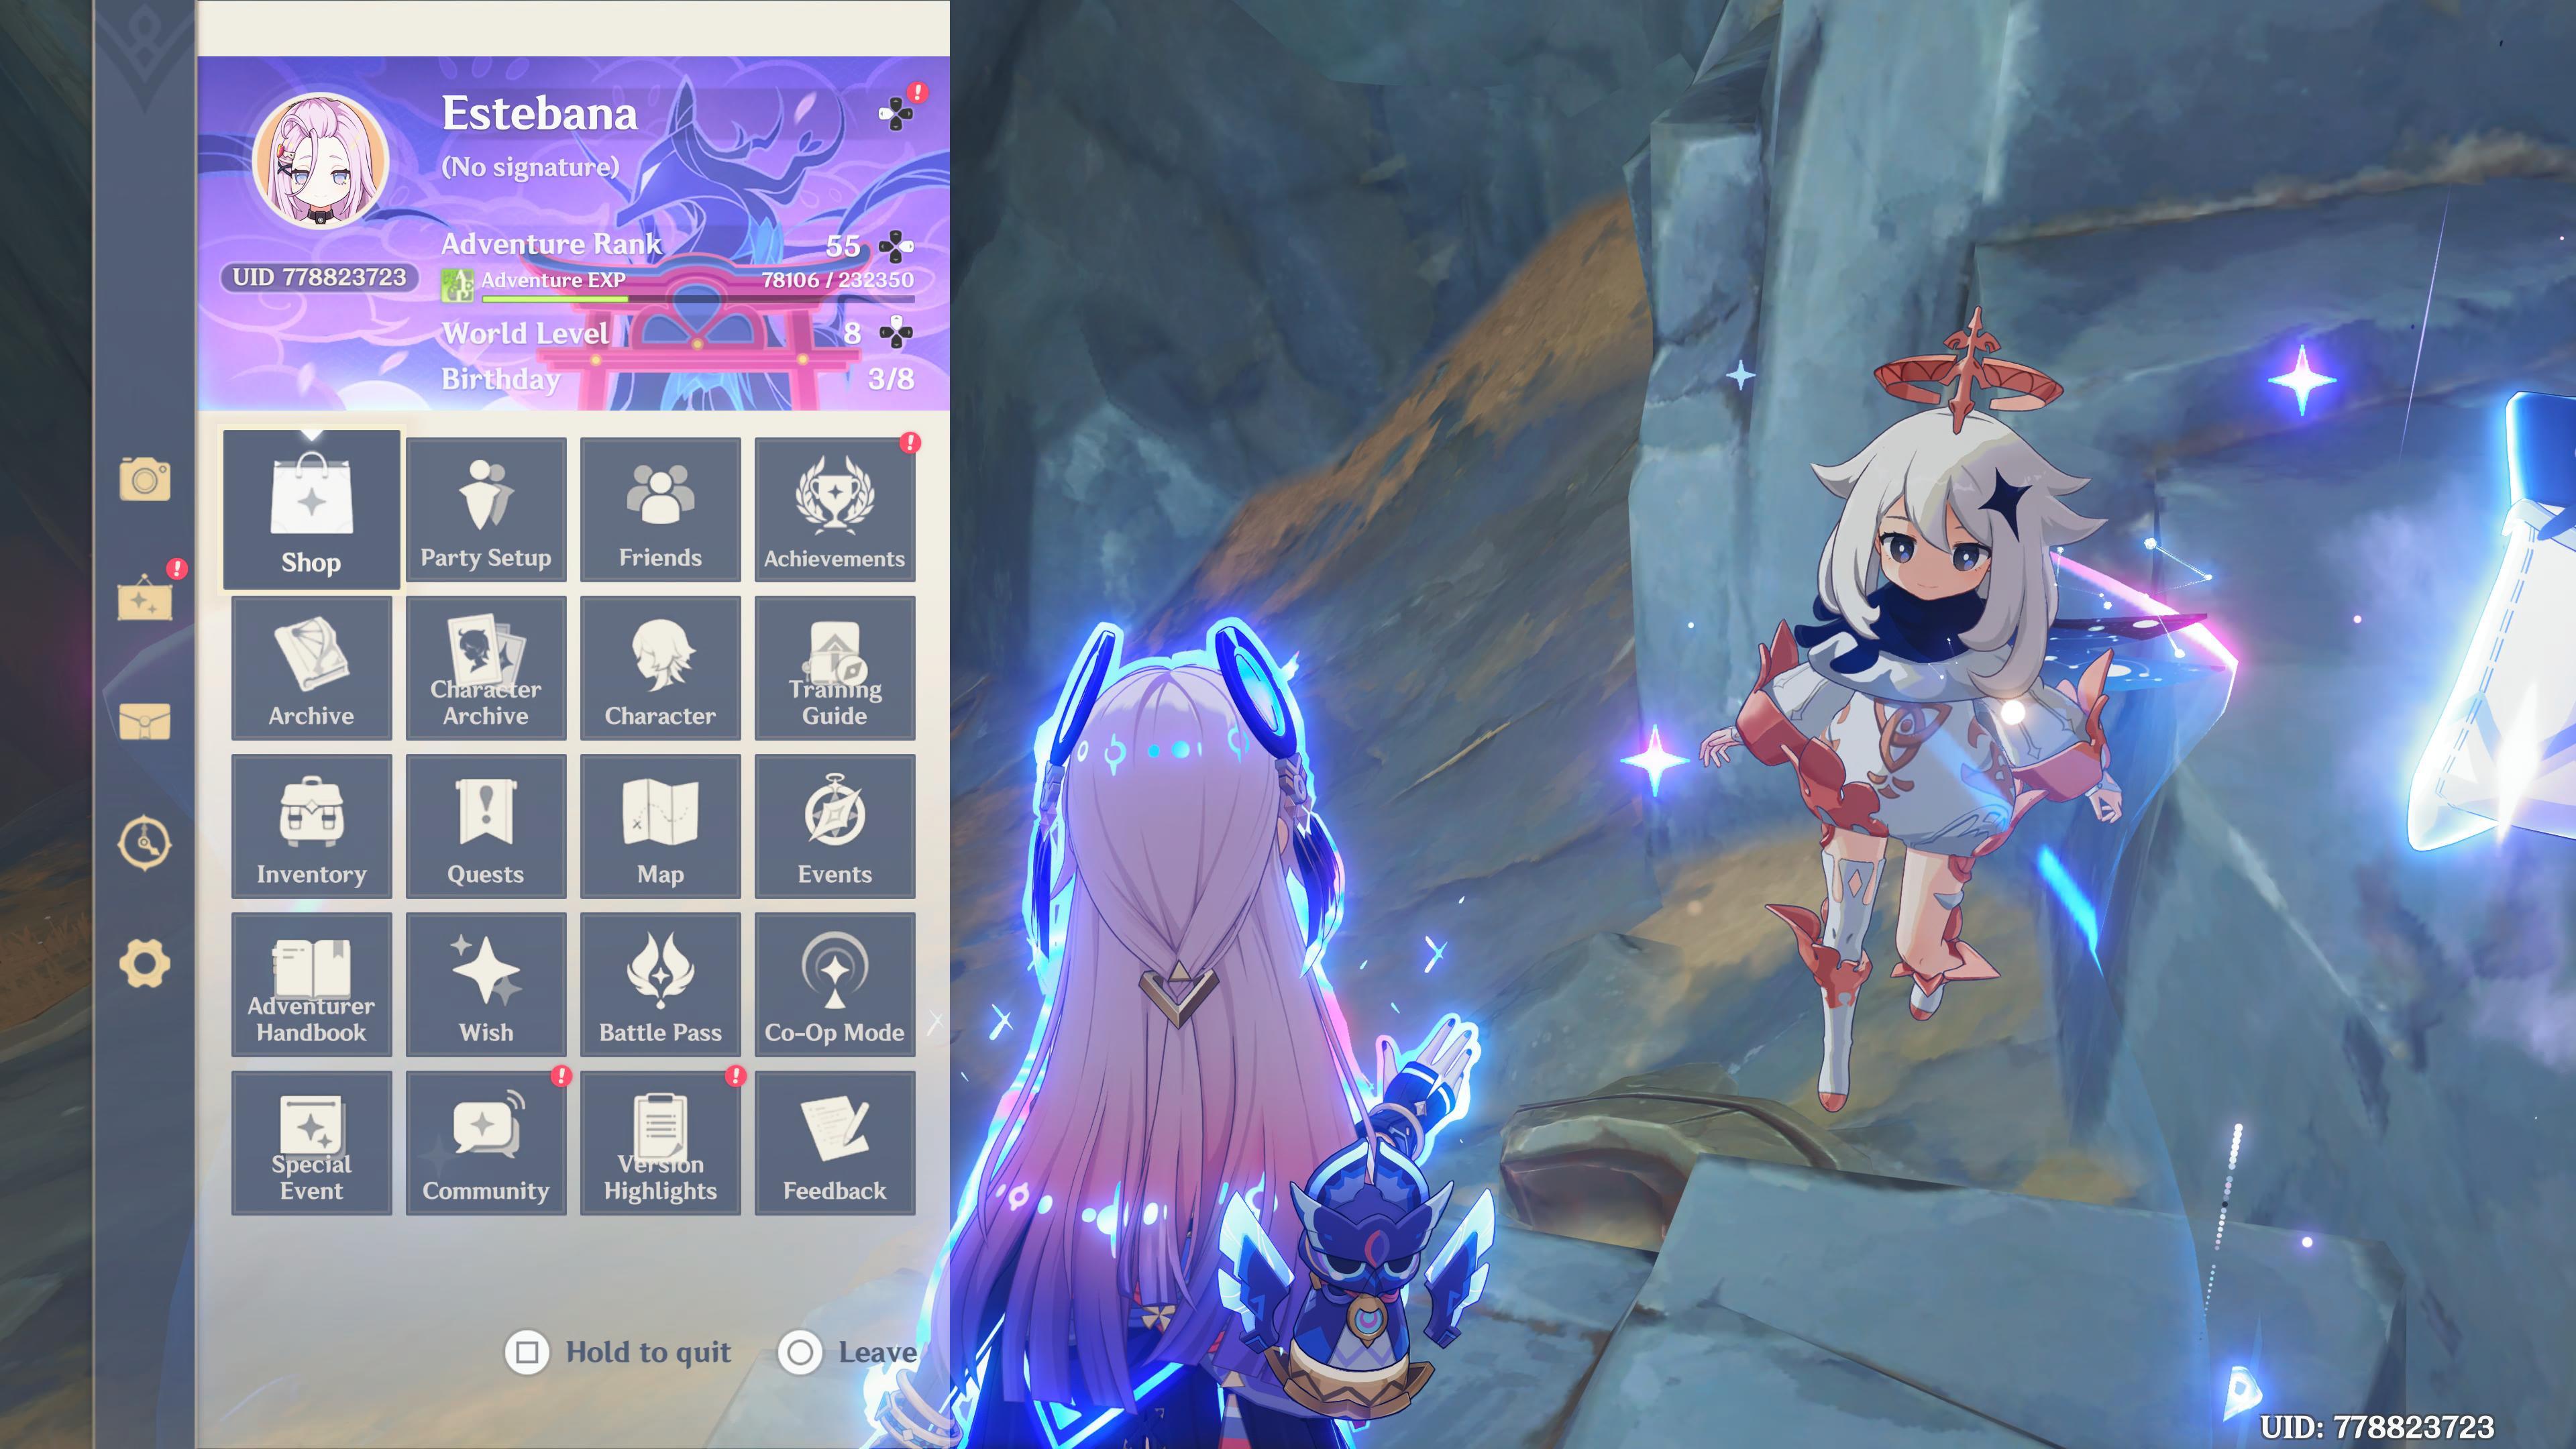 Estebana
(No signature)
Adventure Rank 55
UID 778823723
Adventure EXP 78106 / 232350
World Level 8
Birthday 3/8
Shop
Party Setup
Friends
Achievements
Archive
Character
Archive
Character
Training
Guide
Inventory
Quests
Map
Events
Adventurer
Handbook
Wish
Battle Pass
Co-Op Mode
Special
Event
Community
Version
Highlights
Feedback
Hold to quit
Leave
UID: 778823723